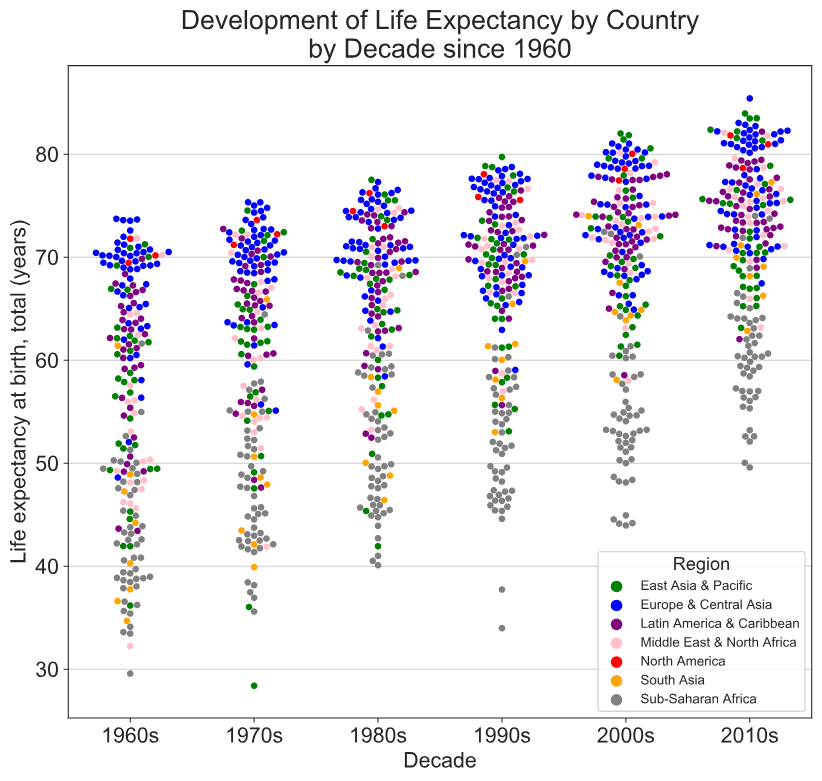 Development of Life Expectancy by Country
by Decade since 1960
Life expectancy at birth, total (years)
80
70
60
50
40
30
Region
East Asia & Pacific
Europe & Central Asia
Latin America & Caribbean
Middle East & North Africa
North America
South Asia
Sub-Saharan Africa
1960s 1970s 1980s 1990s 2000s 2010s
Decade